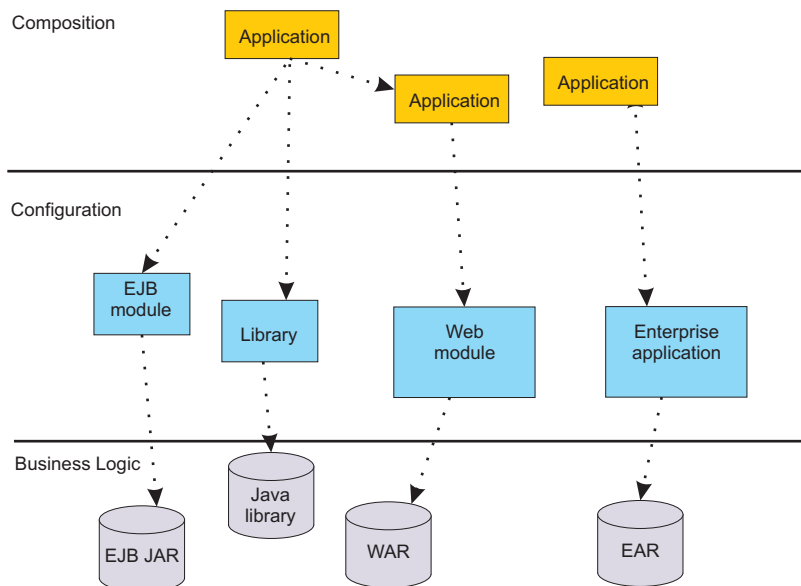 Composition
Application
Application
Application
Configuration
EJB
module
Library
Web
module
Enterprise
application
Business Logic
Java
library
EJB JAR
WAR
EAR